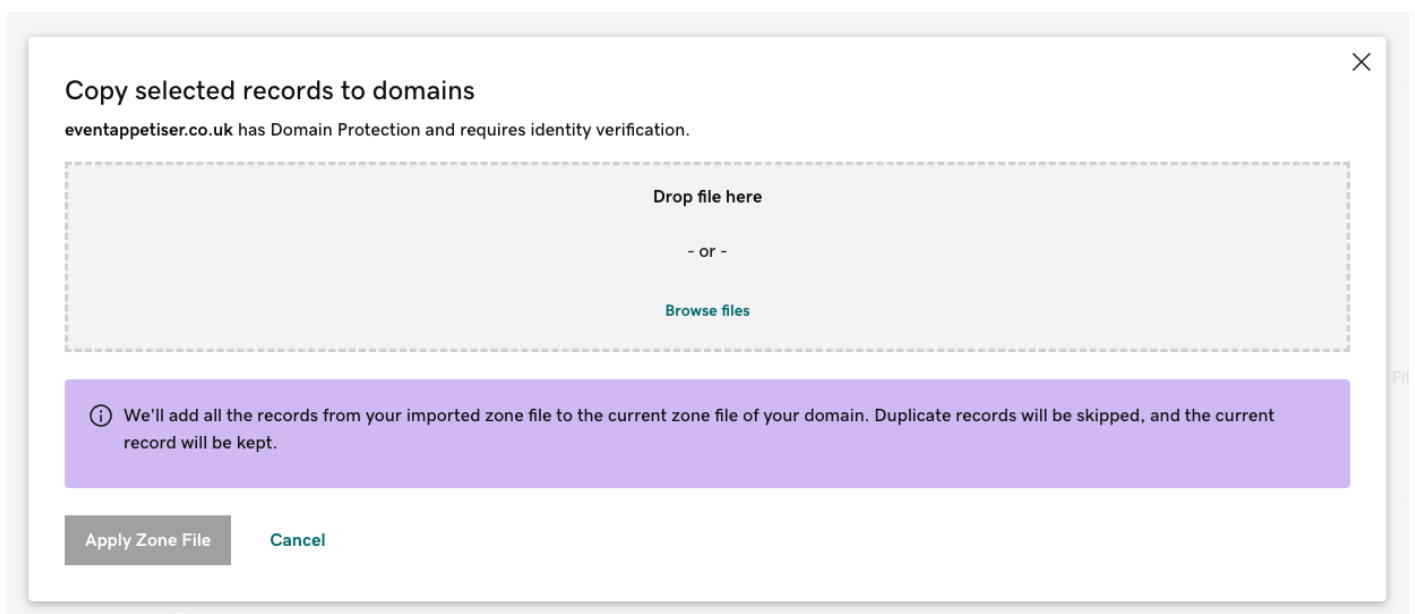 Copy selected records to domains
eventappetiser.co.uk has Domain Protection and requires identity verification.
Drop file here
- or -
Browse files
We'll add all the records from your imported zone file to the current zone file of your domain. Duplicate records will be skipped, and the current
record will be kept.
Apply Zone File
Cancel